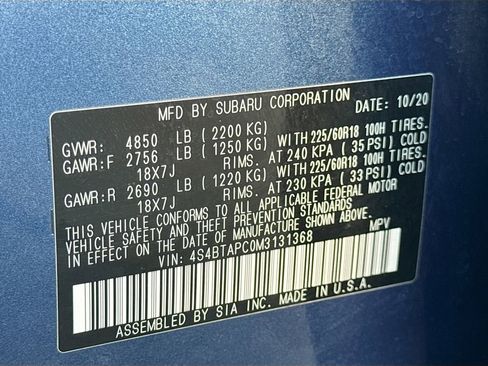 MFD BY SUBARU CORPORATION DATE: 10/20
GVWR: 4850 LB ( 2200 KG)
GAWR:F 2756 LB ( 1250 KG) WITH 225/60R18 100H TIRES.
18X7J RIMS. AT 240 KPA ( 35 PSI) COLD
GAWR:R 2690 LB ( 1220 KG) WITH 225/60R18 100H TIRES.
18X7J RIMS. AT 230 KPA ( 33 PSI) COLD
THIS VEHICLE CONFORMS TO ALL APPLICABLE FEDERAL MOTOR
VEHICLE SAFETY AND THEFT PREVENTION STANDARDS
IN EFFECT ON THE DATE OF MANUFACTURE SHOWN ABOVE.
VIN: 4S4BTAPC0M3131368 MPV
ASSEMBLED BY SIA INC. MADE IN U.S.A.